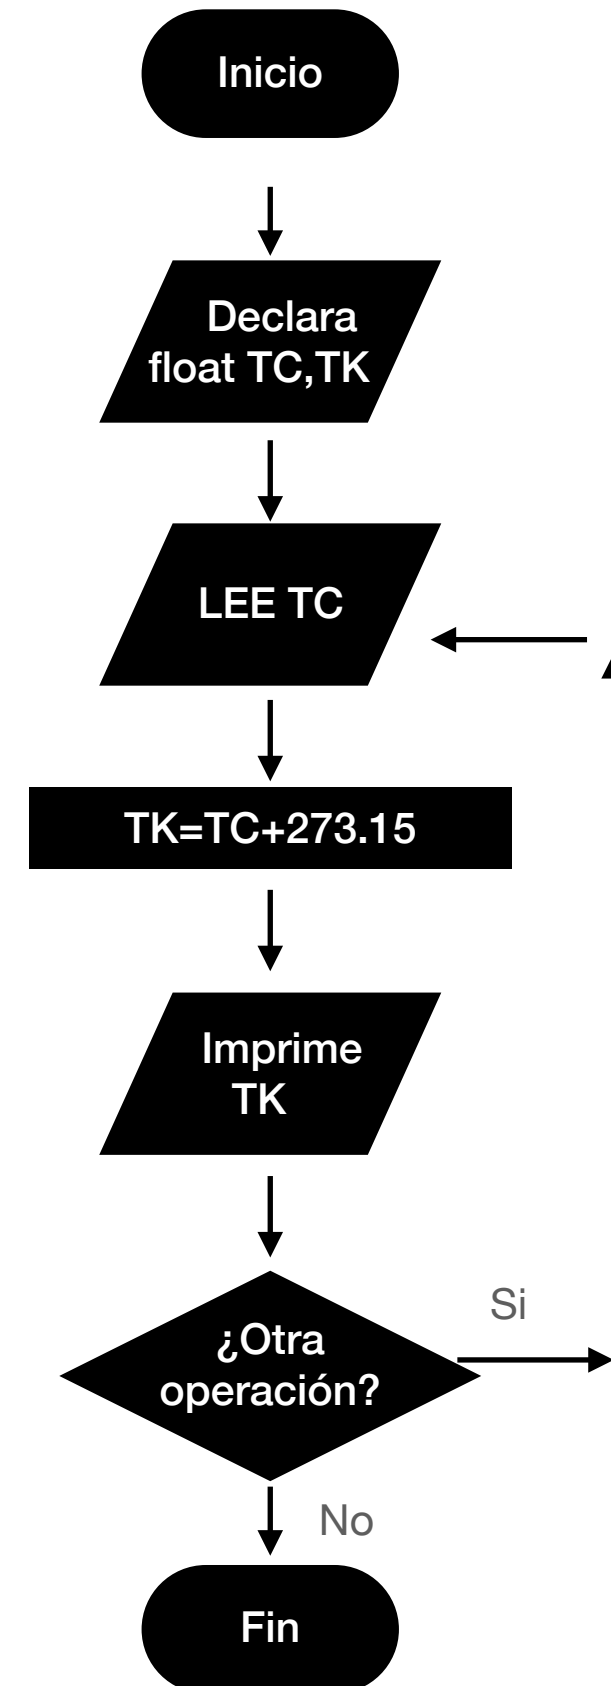 Inicio
Declara
float TC,TK
LEE TC
TK=TC+273.15
Imprime
TK
¿Otra
operación?
Si
No
Fin